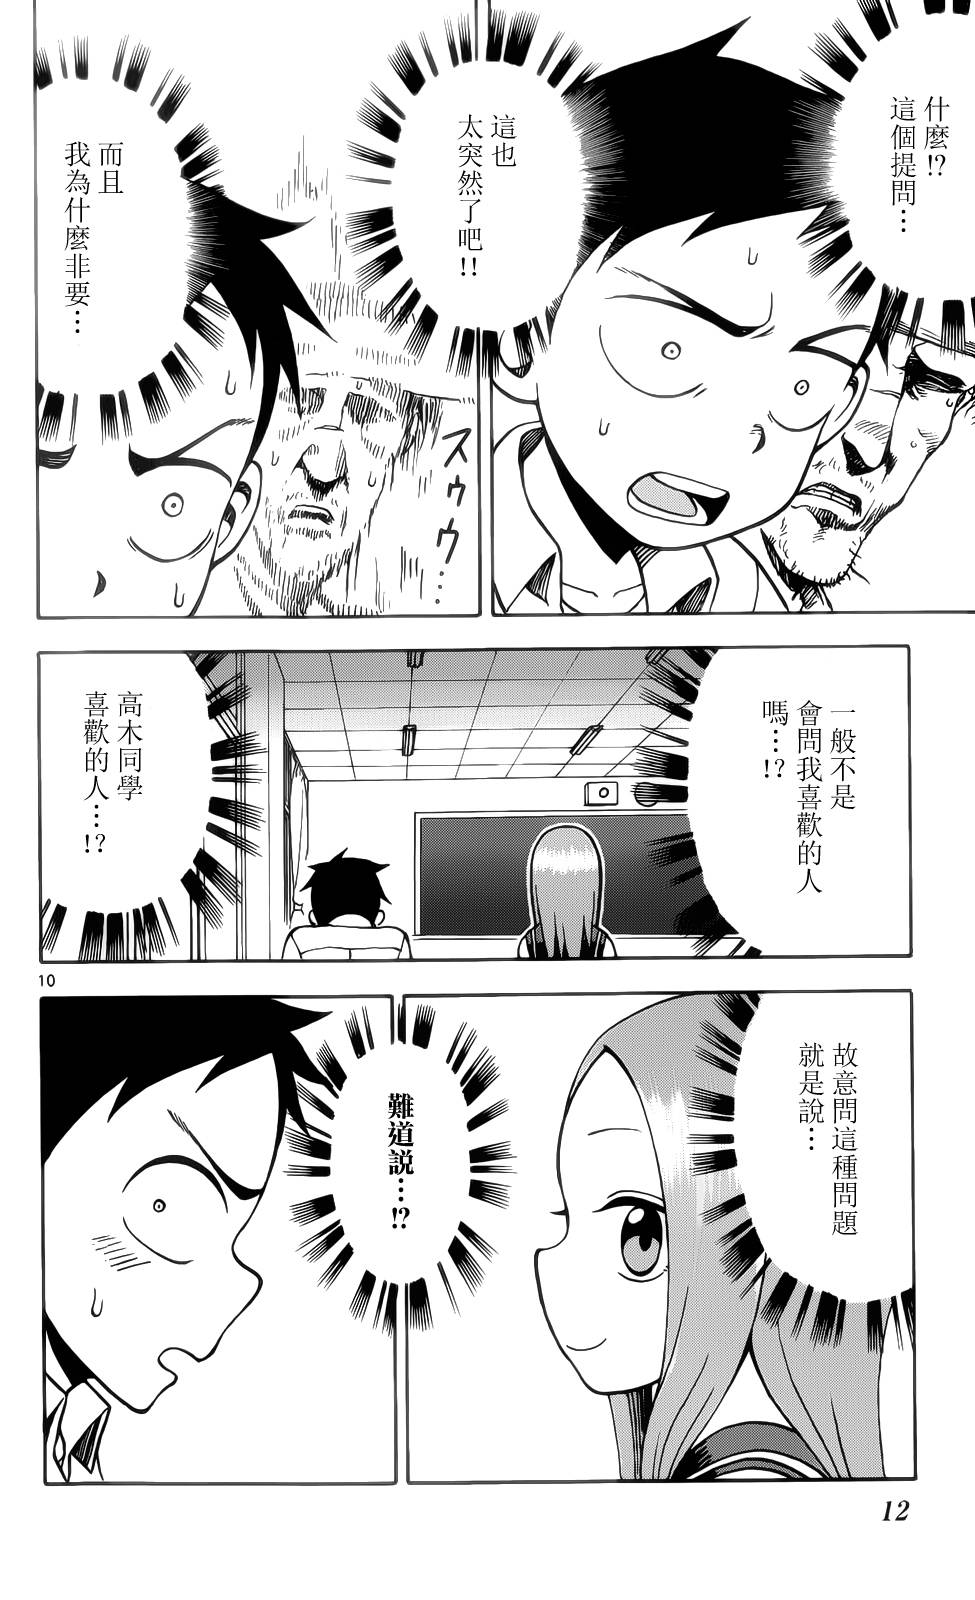 什麼!?
這個提問…
這也
太突然了吧!!
スゥゥ…
而且
我為什麼非要…
一般不是
會問我喜歡的人
嗎…!?
高木同學
喜歡的人…!?
10
故意問這種問題
就是說…
難道說…!?
12